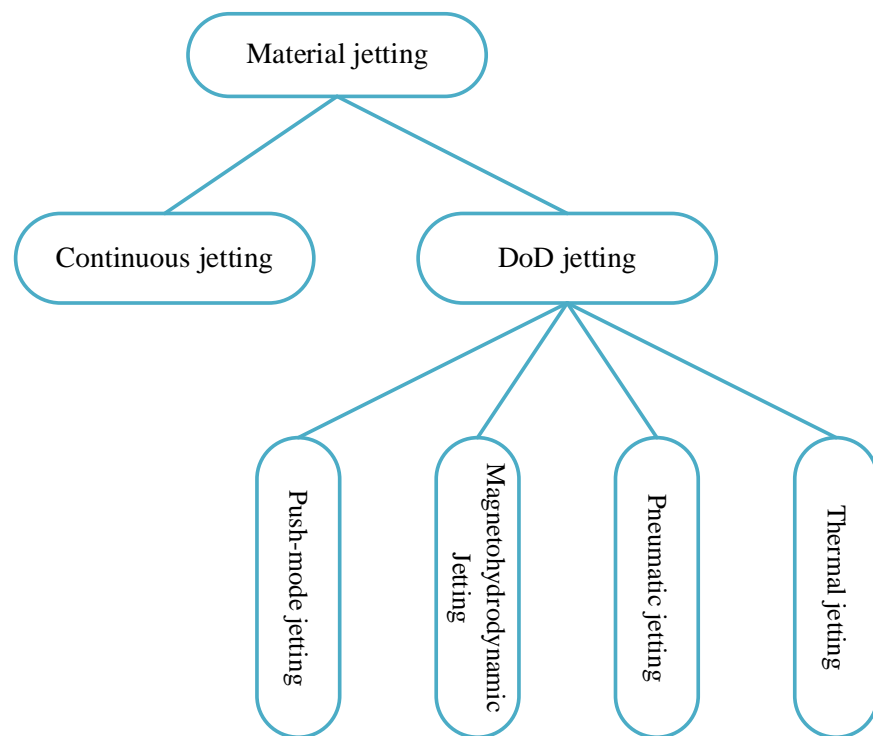 Material jetting
Continuous jetting
DoD jetting
Push-mode jetting
Magnetohydrodynamic
Jetting
Pneumatic jetting
Thermal jetting